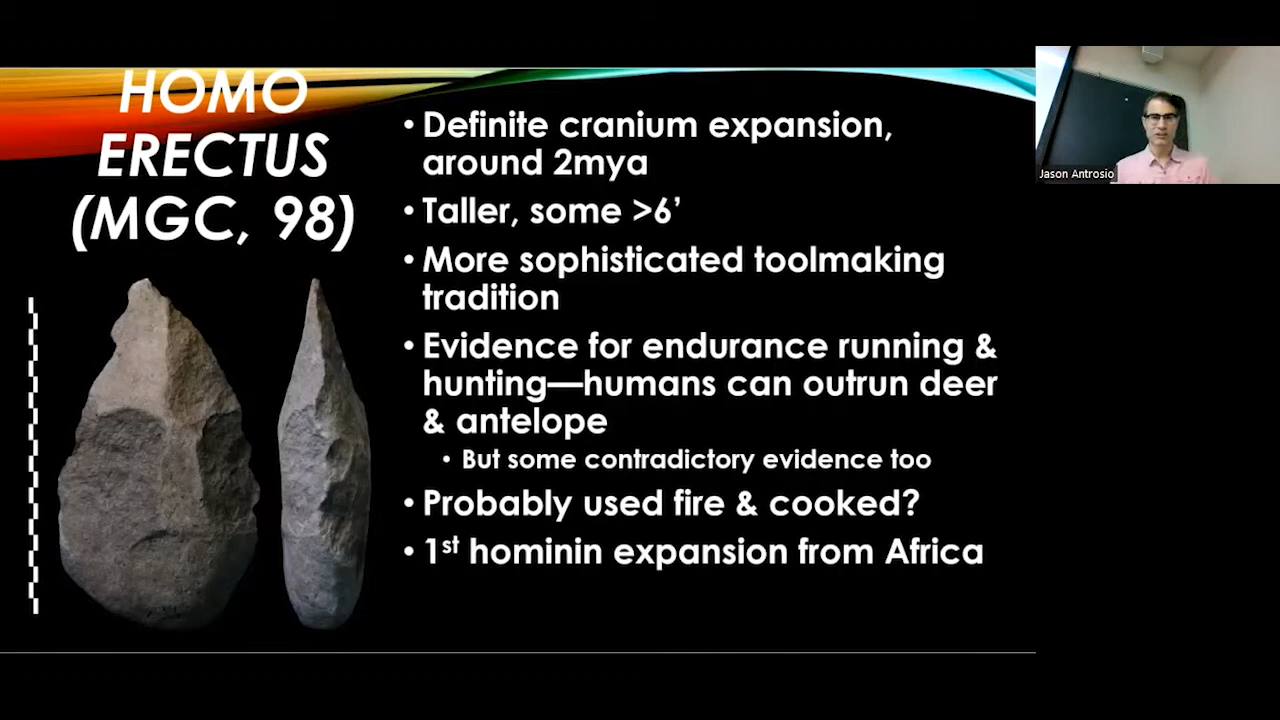 HOMO
ERECTUS
(MGC, 98)
• Definite cranium expansion,
around 2mya
• Taller, some >6’
• More sophisticated toolmaking
tradition
• Evidence for endurance running &
hunting—humans can outrun deer
& antelope
• But some contradictory evidence too
• Probably used fire & cooked?
• 1st hominin expansion from Africa
Jason Antrosio